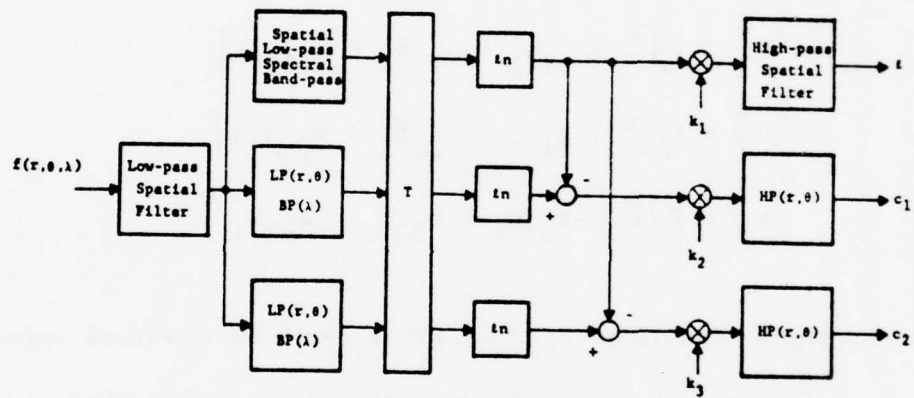 Spatial
Low-pass
Spectral
Band-pass
ℓn
High-pass
Spatial
Filter
ℓ
k₁
f(r,θ,λ)
Low-pass
Spatial
Filter
LP(r,θ)
BP(λ)
T
ℓn
-
+
k₂
HP(r,θ)
c₁
LP(r,θ)
BP(λ)
ℓn
-
+
k₃
HP(r,θ)
c₂